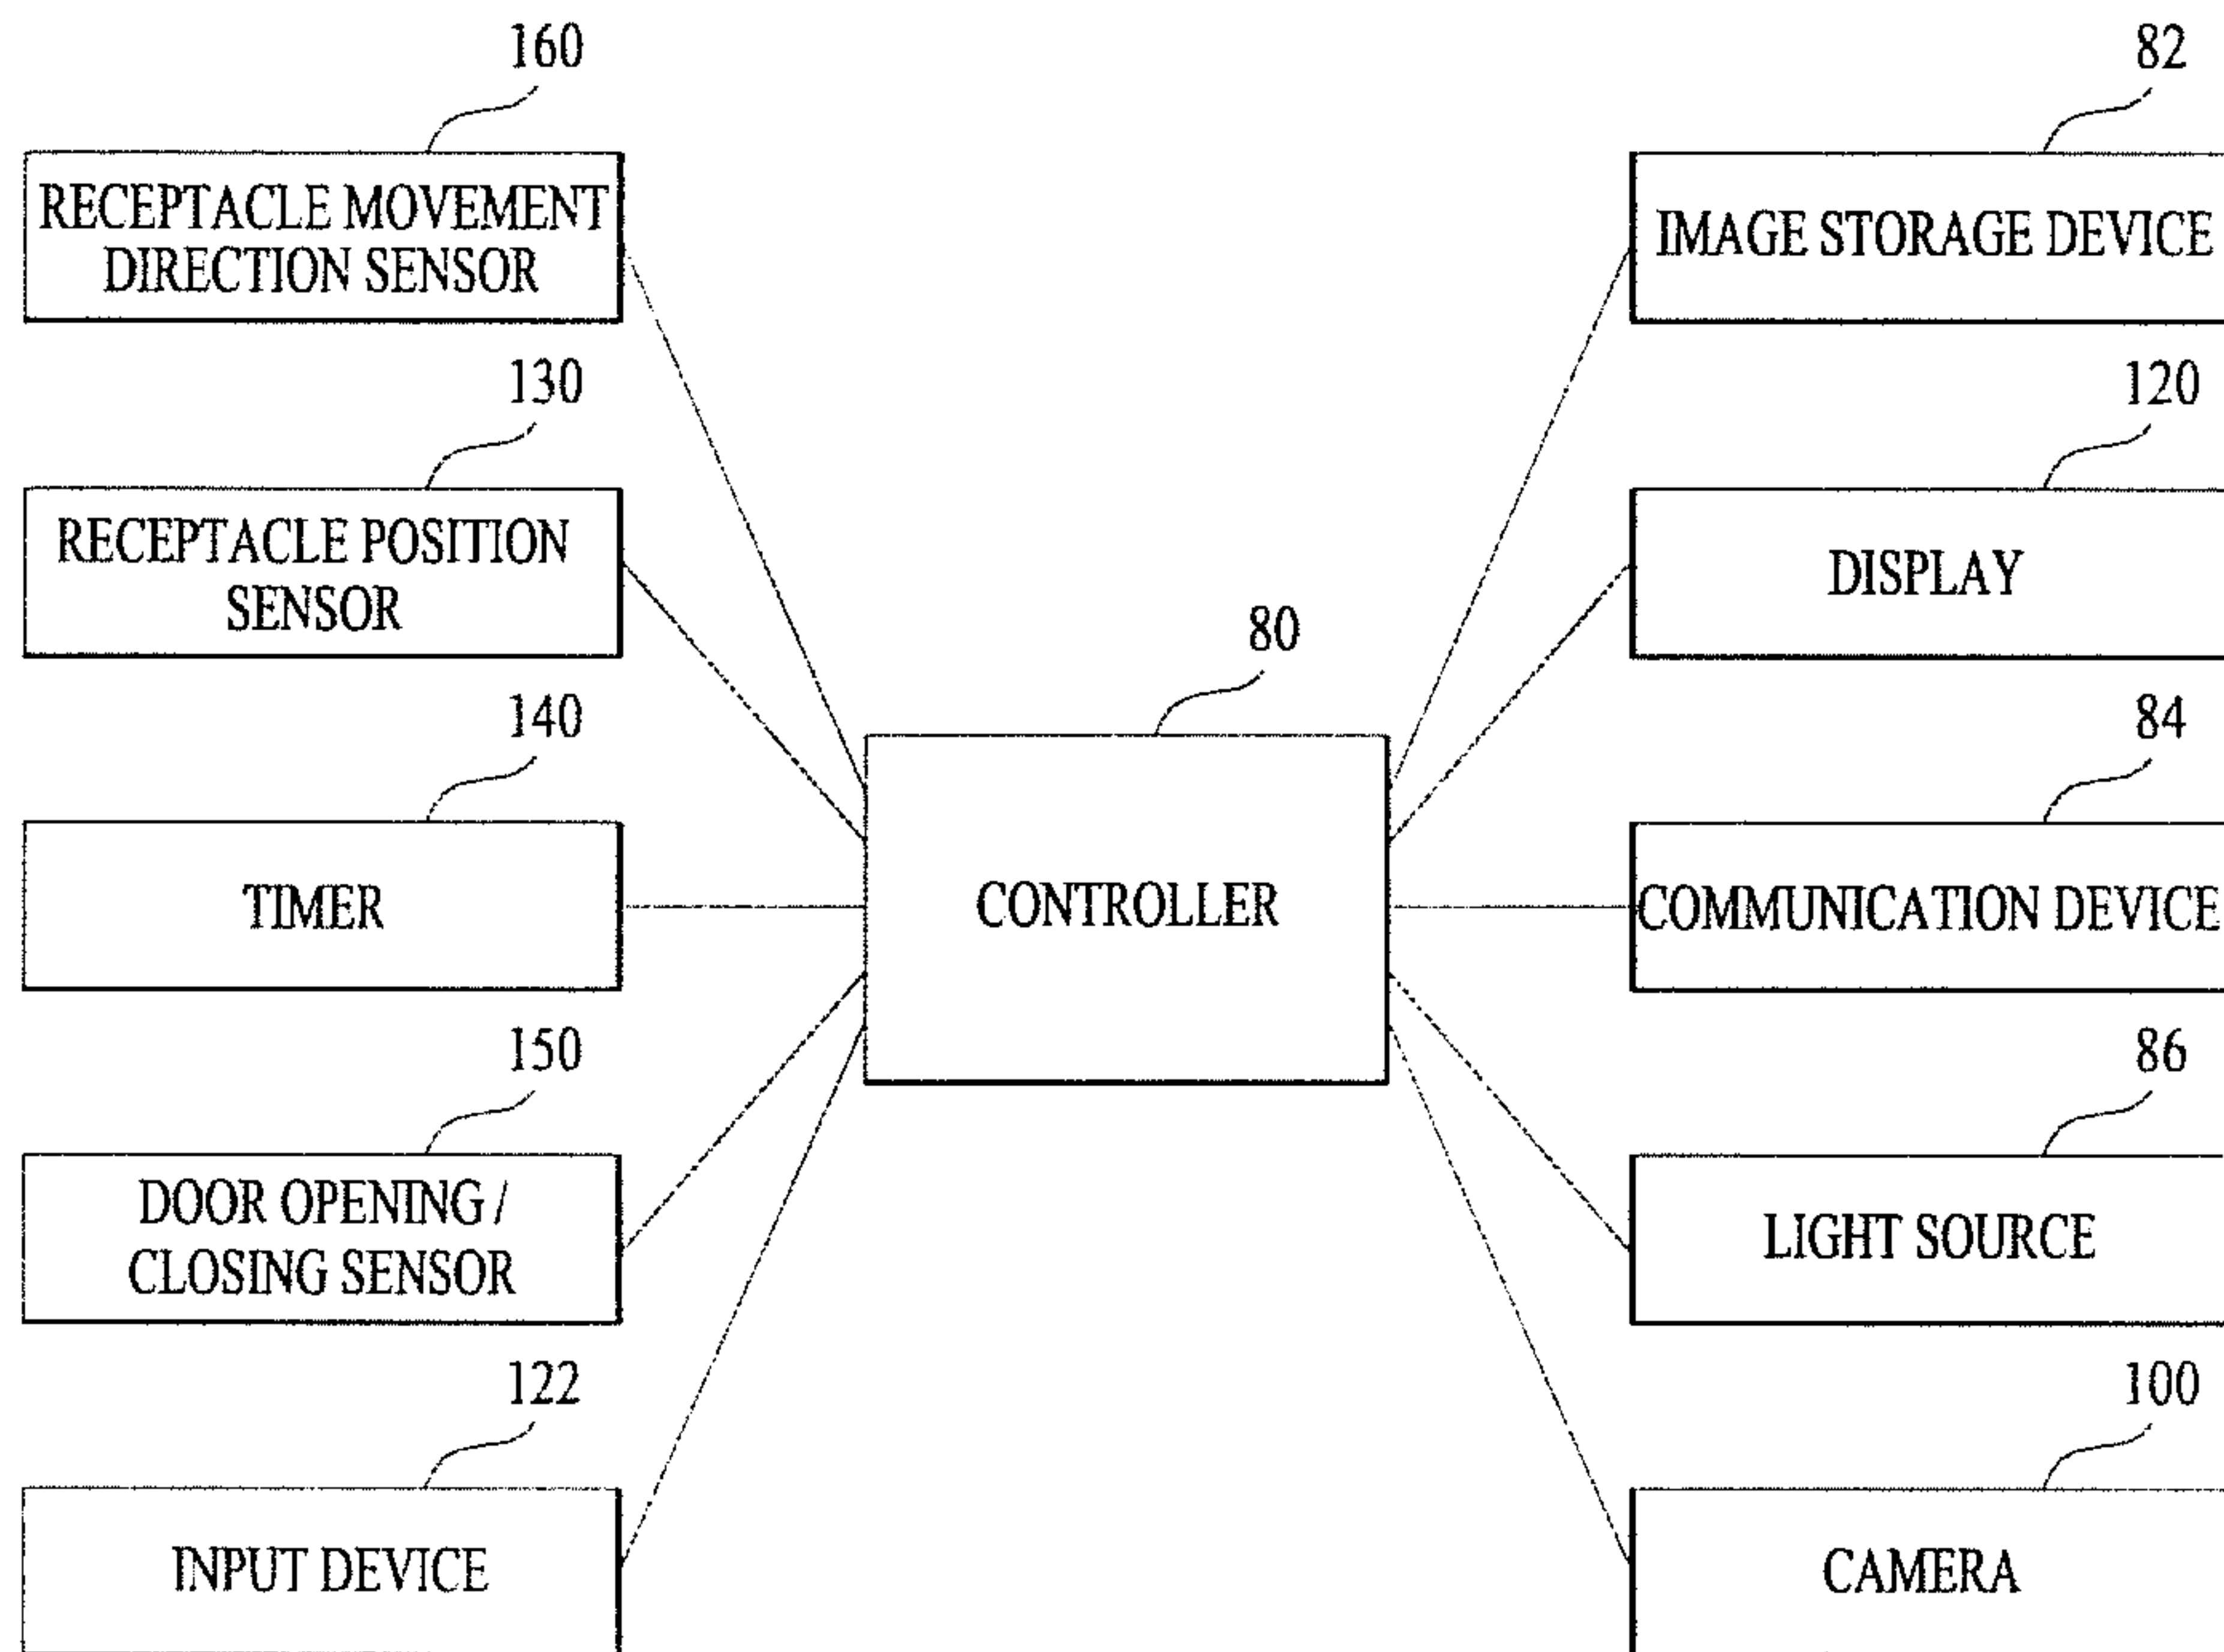 160
RECEPTACLE MOVEMENT
DIRECTION SENSOR
130
RECEPTACLE POSITION
SENSOR
140
TIMER
150
DOOR OPENING /
CLOSING SENSOR
122
INPUT DEVICE
80
CONTROLLER
82
IMAGE STORAGE DEVICE
120
DISPLAY
84
COMMUNICATION DEVICE
86
LIGHT SOURCE
100
CAMERA